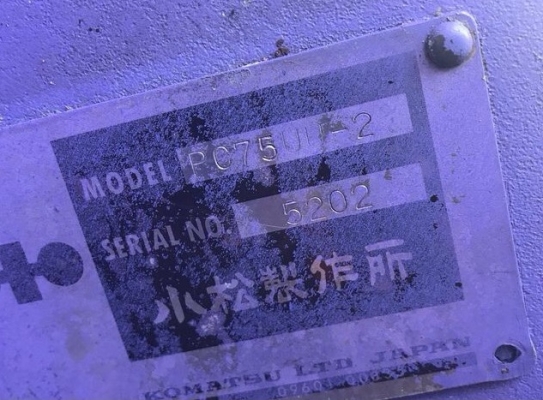 MODEL PC75UU-2
SERIAL NO. 5202
小松製作所
KOMATSU LTD JAPAN